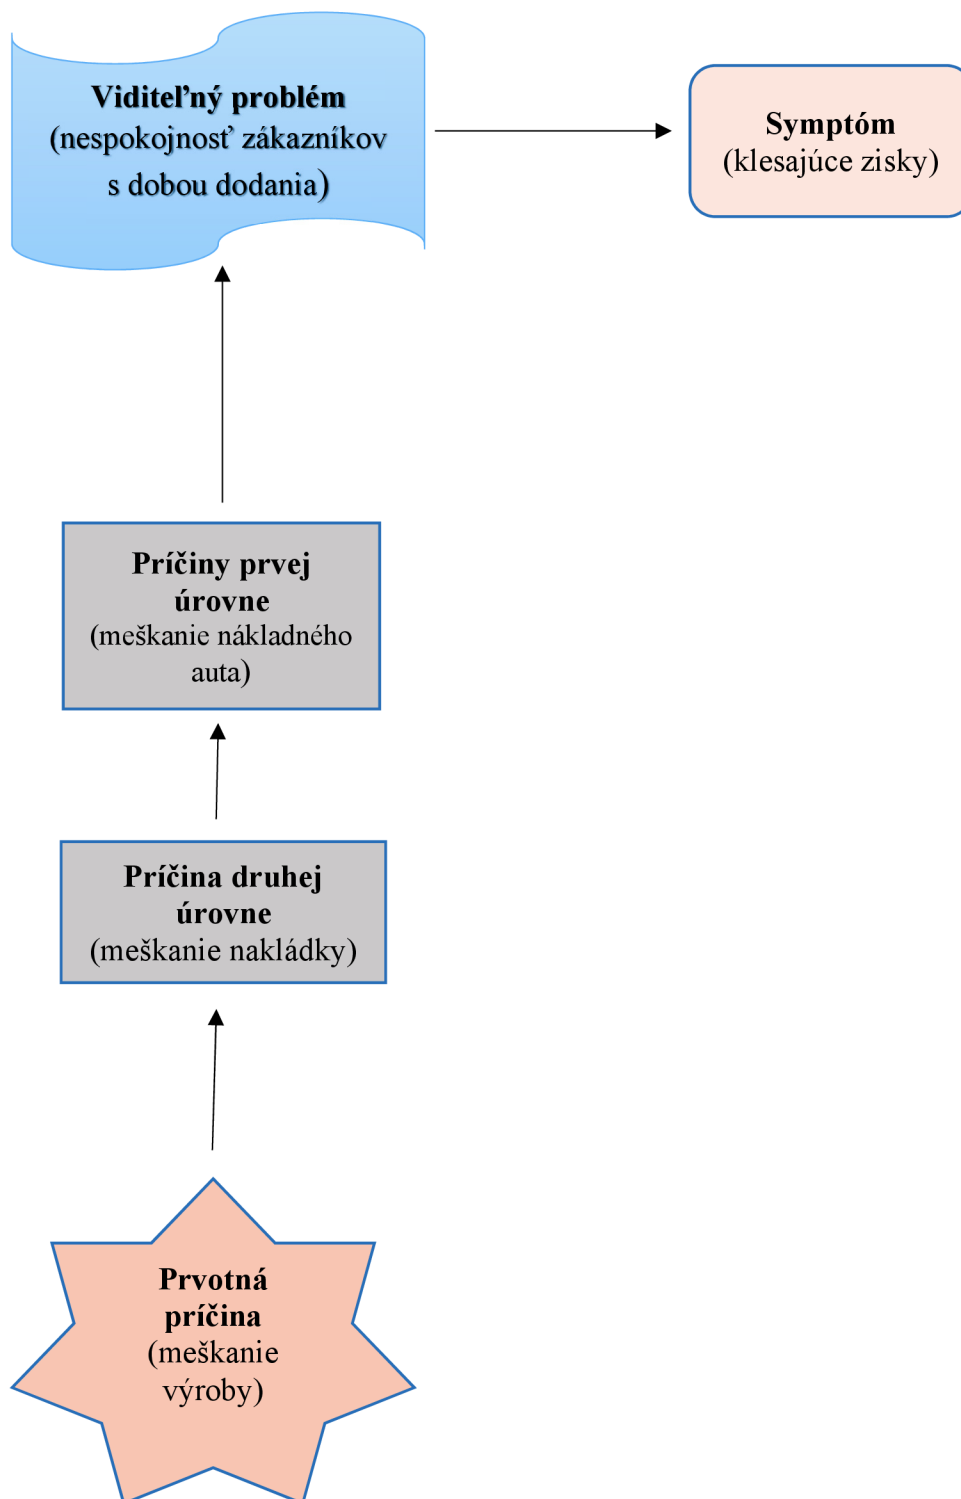 Viditeľný problém
(nespokojnosť zákazníkov
s dobou dodania)
Symptóm
(klesajúce zisky)
Príčiny prvej
úrovne
(meškanie nákladného
auta)
Príčina druhej
úrovne
(meškanie nakládky)
Prvotná
príčina
(meškanie
výroby)